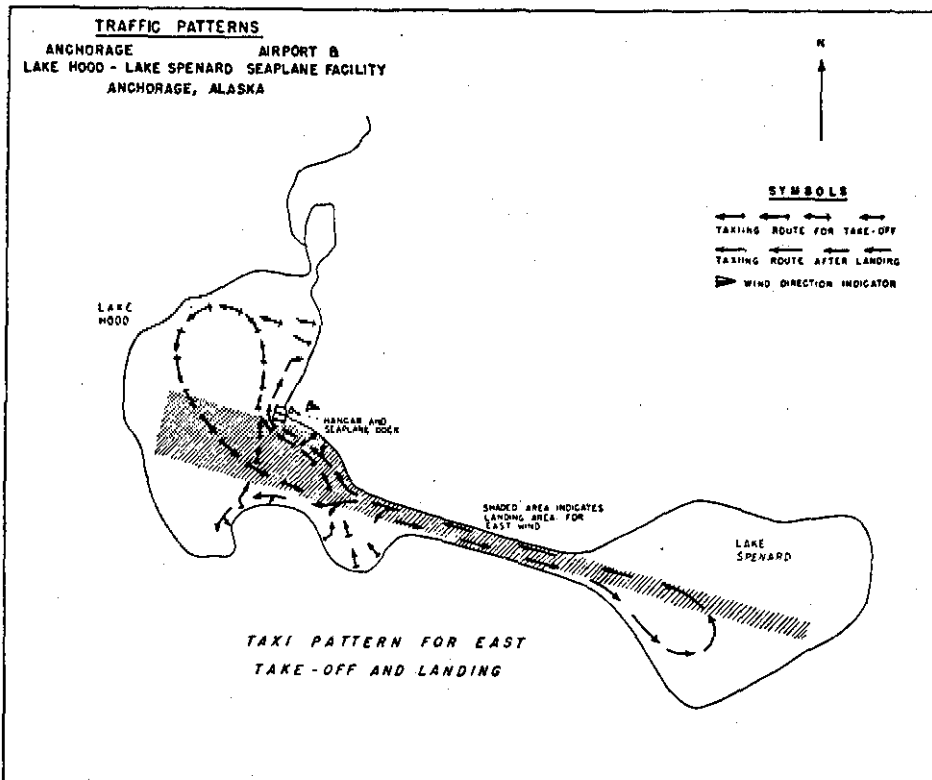 TRAFFIC PATTERNS
ANCHORAGE AIRPORT &
LAKE HOOD - LAKE SPENARD SEAPLANE FACILITY
ANCHORAGE, ALASKA
N
SYMBOLS
TAXIING ROUTE FOR TAKE-OFF
TAXIING ROUTE AFTER LANDING
WIND DIRECTION INDICATOR
LAKE
HOOD
HANGAR AND
SEAPLANE DOCK
SHADED AREA INDICATES
LANDING AREA FOR
EAST WIND
LAKE
SPENARD
TAXI PATTERN FOR EAST
TAKE-OFF AND LANDING